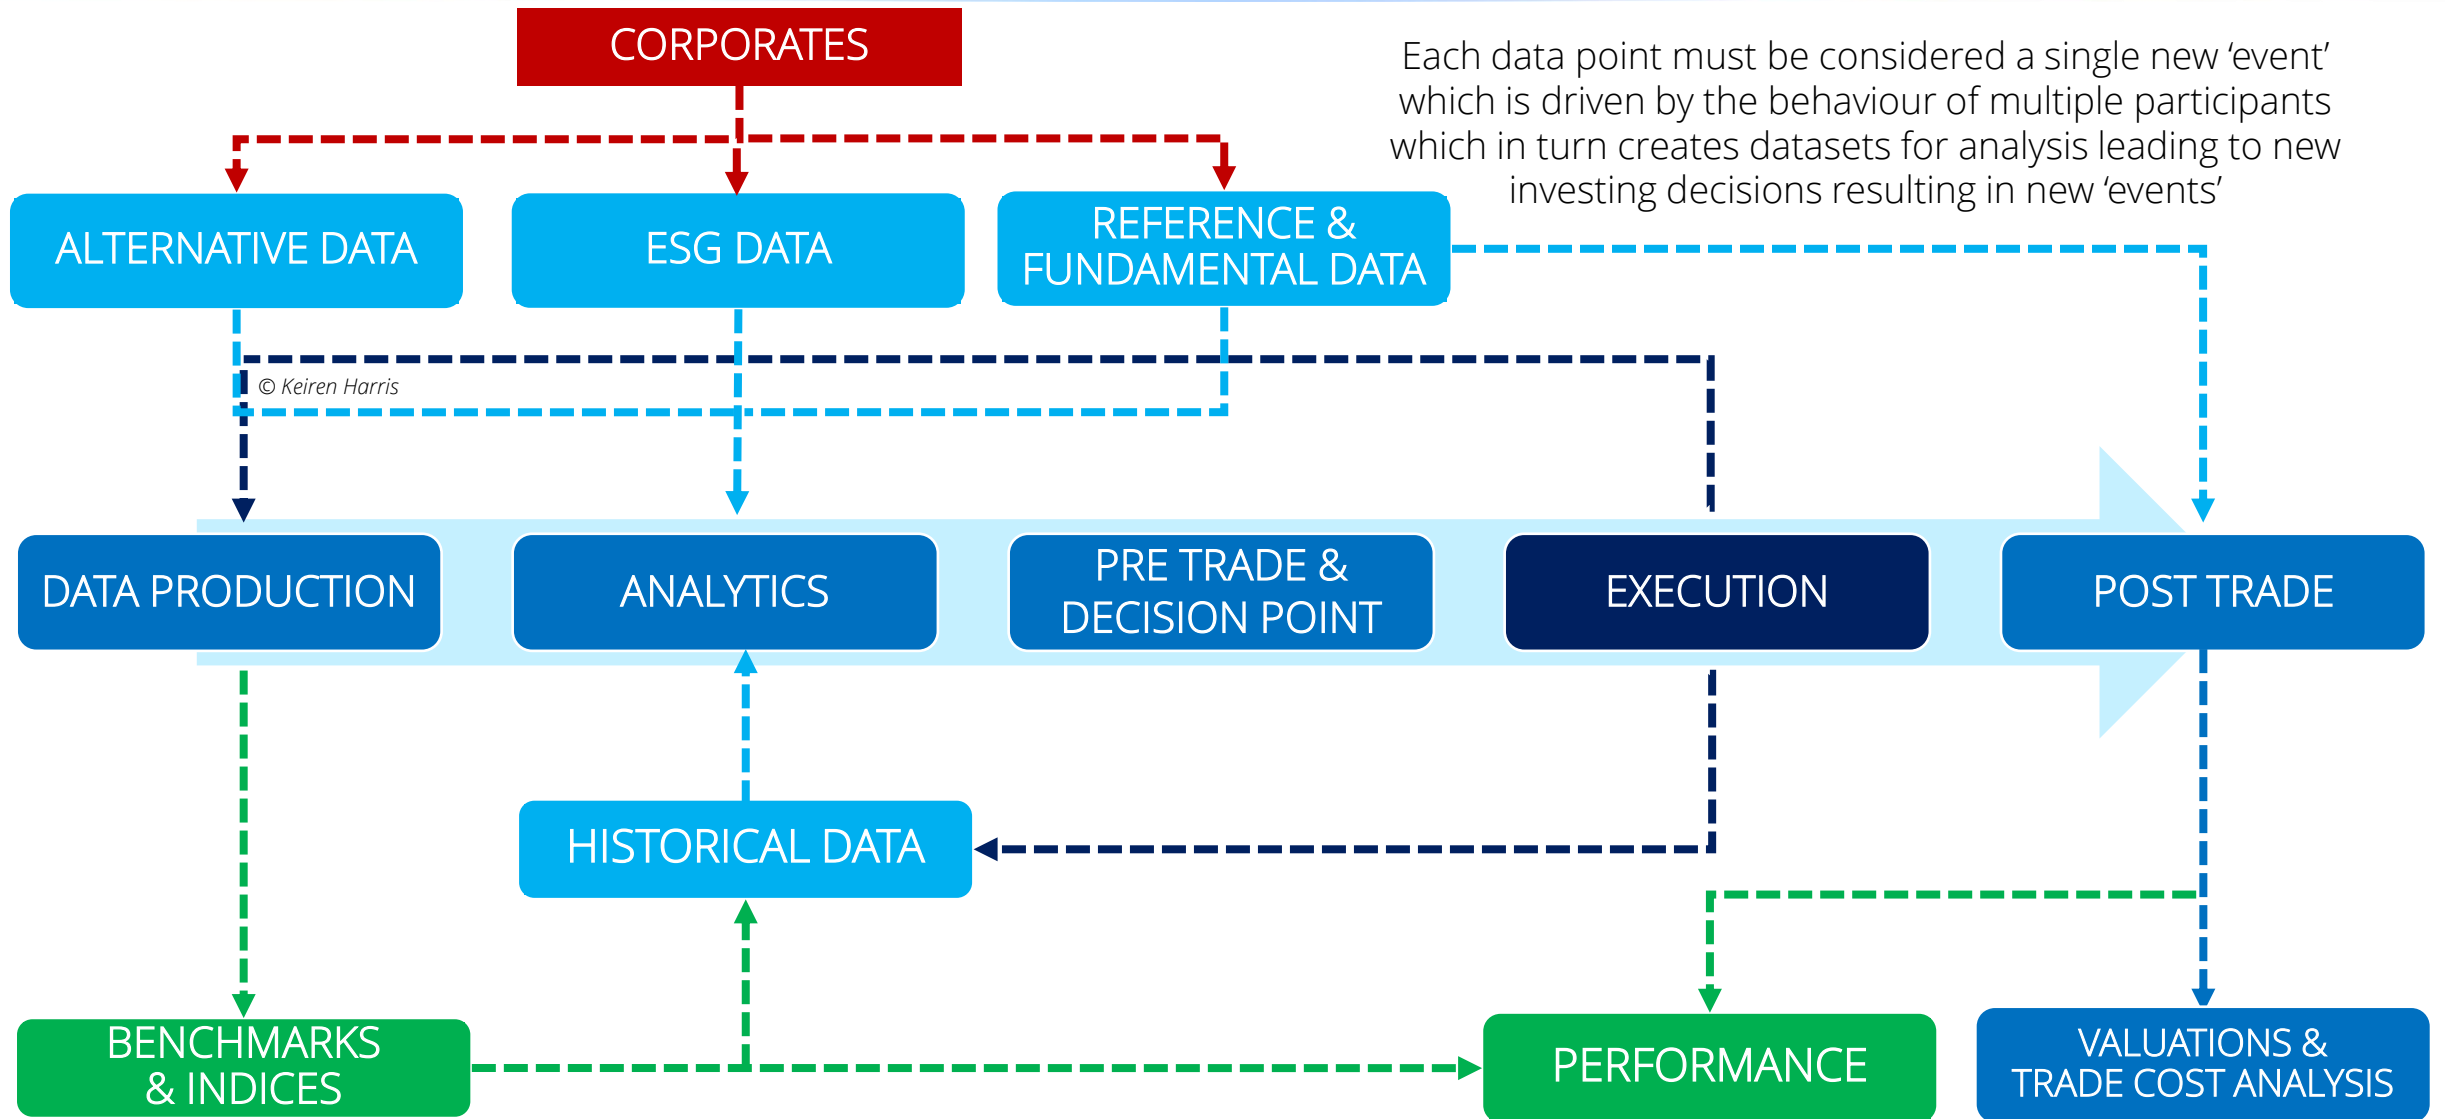 CORPORATES
Each data point must be considered a single new ‘event’
which is driven by the behaviour of multiple participants
which in turn creates datasets for analysis leading to new
investing decisions resulting in new ‘events’
ALTERNATIVE DATA
ESG DATA
REFERENCE &
FUNDAMENTAL DATA
© Keiren Harris
DATA PRODUCTION
ANALYTICS
PRE TRADE &
DECISION POINT
EXECUTION
POST TRADE
HISTORICAL DATA
BENCHMARKS
& INDICES
PERFORMANCE
VALUATIONS &
TRADE COST ANALYSIS